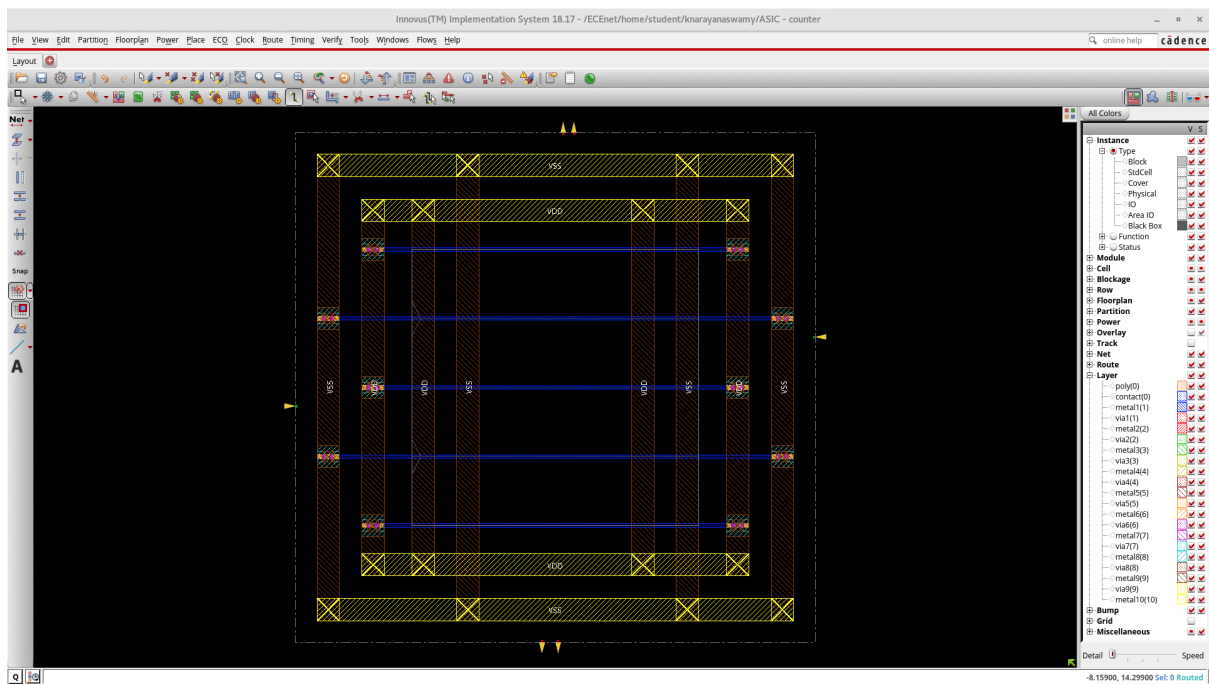 Innovus(TM) Implementation System 18.17 - /ECEnet/home/student/knarayanaswamy/ASIC - counter
File View Edit Partition Floorplan Power Place ECO Clock Route Timing Verify Tools Windows Flows Help
online help cādence
Layout
All Colors
Net
V S
Instance
Type
Block
StdCell
Cover
Physical
IO
Area IO
Black Box
Function
Status
Module
Cell
Blockage
Row
Floorplan
Partition
Power
Overlay
Track
Net
Route
Layer
poly(0)
contact(0)
metal1(1)
via1(1)
metal2(2)
via2(2)
metal3(3)
via3(3)
metal4(4)
via4(4)
metal5(5)
via5(5)
metal6(6)
via6(6)
metal7(7)
via7(7)
metal8(8)
via8(8)
metal9(9)
via9(9)
metal10(10)
Bump
Grid
Miscellaneous
Snap
A
VSS
VDD
VSS VDD VDD VSS VDD VSS VDD VSS
VDD
VSS
Detail Speed
Q
-8.15900, 14.29900 Sel: 0 Routed